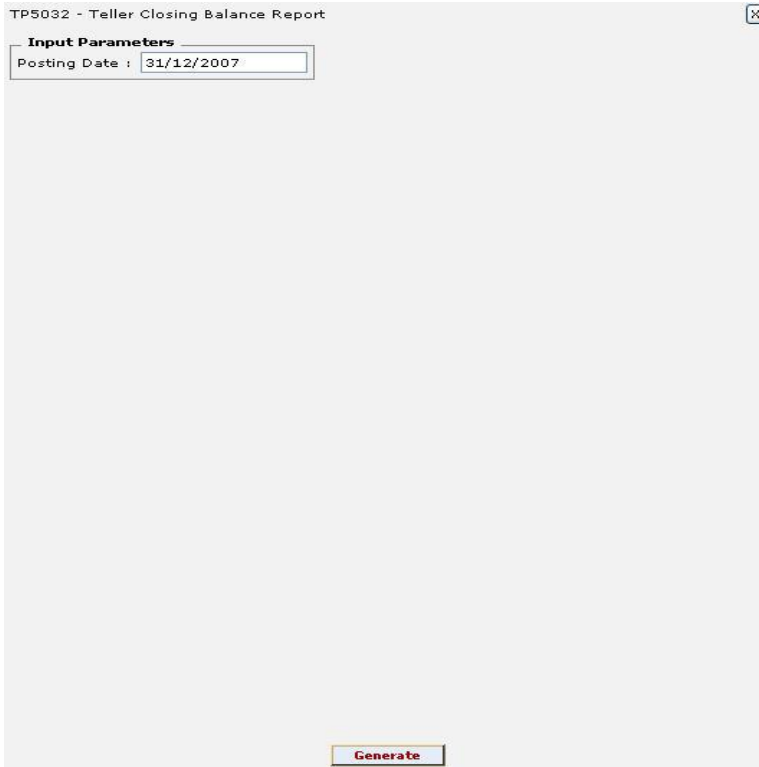 TP5032 - Teller Closing Balance Report
Input Parameters
Posting Date : 31/12/2007
Generate